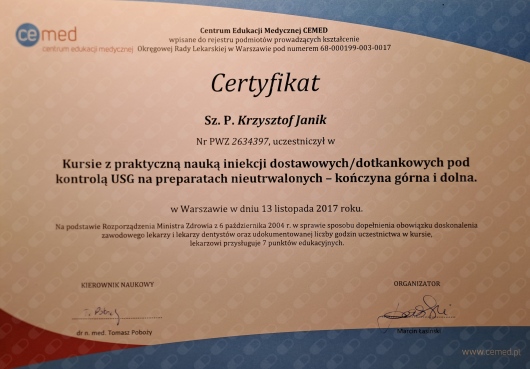 cemed
centrum edukacji medycznej
Centrum Edukacji Medycznej CEMED
wpisane do rejestru podmiotów prowadzących kształcenie
Okręgowej Rady Lekarskiej w Warszawie pod numerem 68-000199-003-0017
Certyfikat
Sz. P. Krzysztof Janik
Nr PWZ 2634397, uczestniczył w
Kursie z praktyczną nauką iniekcji dostawowych/dotkankowych pod
kontrolą USG na preparatach nieutrwalonych – kończyna górna i dolna.
w Warszawie w dniu 13 listopada 2017 roku.
Na podstawie Rozporządzenia Ministra Zdrowia z 6 października 2004 r. w sprawie sposobu dopełnienia obowiązku doskonalenia
zawodowego lekarzy i lekarzy dentystów oraz udokumentowanej liczby godzin uczestnictwa w kursie,
lekarzowi przysługuje 7 punktów edukacyjnych.
KIEROWNIK NAUKOWY
ORGANIZATOR
dr n. med. Tomasz Poboży
Marcin
www.cemed.pl